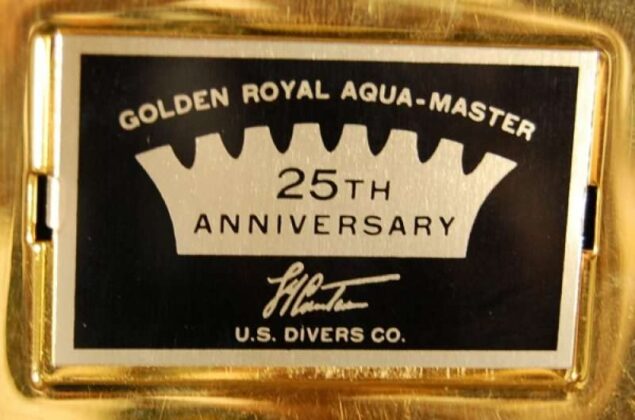 GOLDEN ROYAL AQUA-MASTER
25TH
ANNIVERSARY
U.S. DIVERS CO.